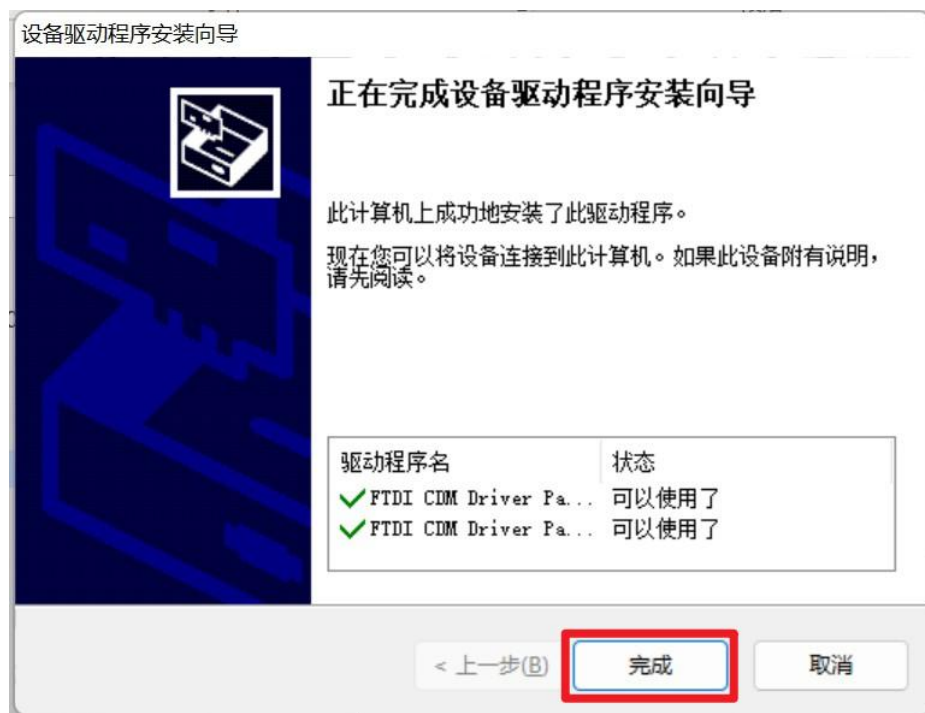 设备驱动程序安装向导
正在完成设备驱动程序安装向导
此计算机上成功地安装了此驱动程序。
现在您可以将设备连接到此计算机。如果此设备附有说明，
请先阅读。
驱动程序名 状态
FTDI CDM Driver Pa... 可以使用了
FTDI CDM Driver Pa... 可以使用了
< 上一步(B) 完成 取消